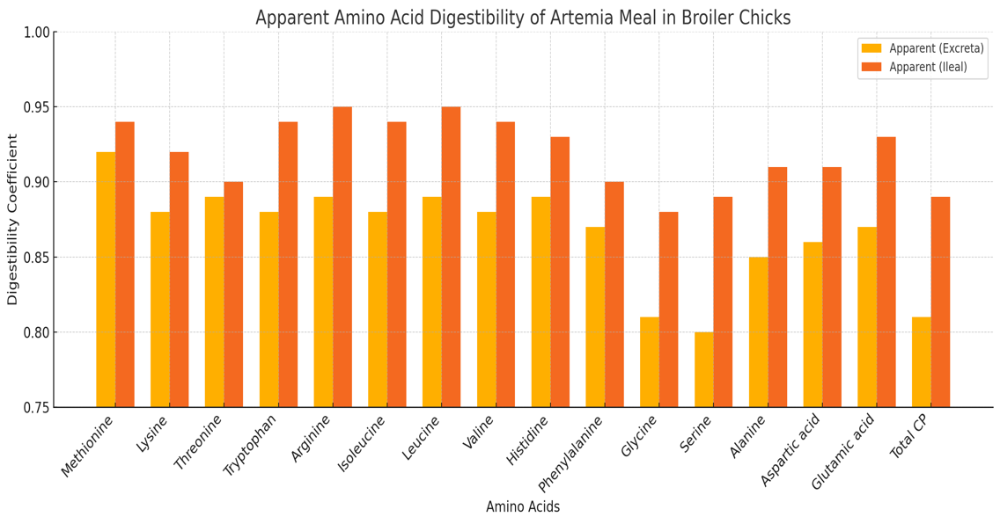 Apparent Amino Acid Digestibility of Artemia Meal in Broiler Chicks
Apparent (Excreta)
Apparent (Ileal)
Digestibility Coefficient
1.00
0.95
0.90
0.85
0.80
0.75
Methionine
Lysine
Threonine
Tryptophan
Arginine
Isoleucine
Leucine
Valine
Histidine
Phenylalanine
Glycine
Serine
Alanine
Aspartic acid
Glutamic acid
Total CP
Amino Acids